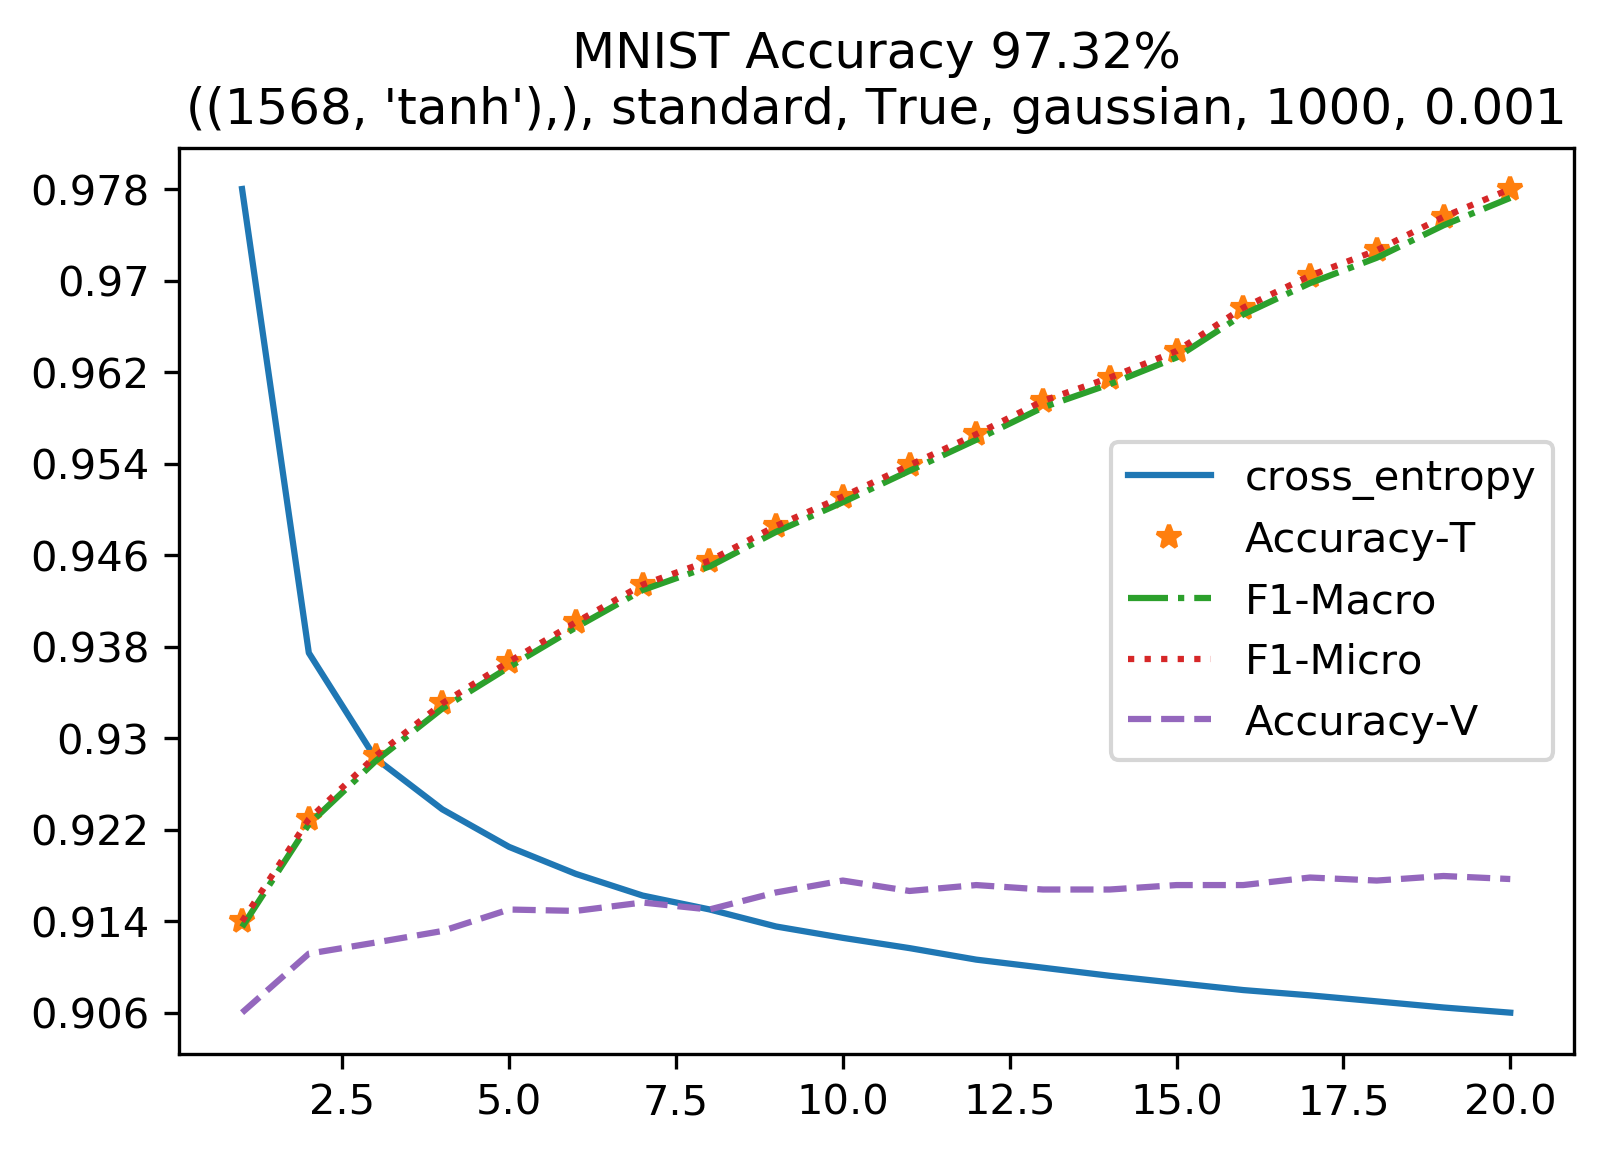 MNIST Accuracy 97.32%
((1568, 'tanh'),), standard, True, gaussian, 1000, 0.001
0.978
0.97
0.962
0.954
0.946
0.938
0.93
0.922
0.914
0.906
cross_entropy
Accuracy-T
F1-Macro
F1-Micro
Accuracy-V
2.5 5.0 7.5 10.0 12.5 15.0 17.5 20.0